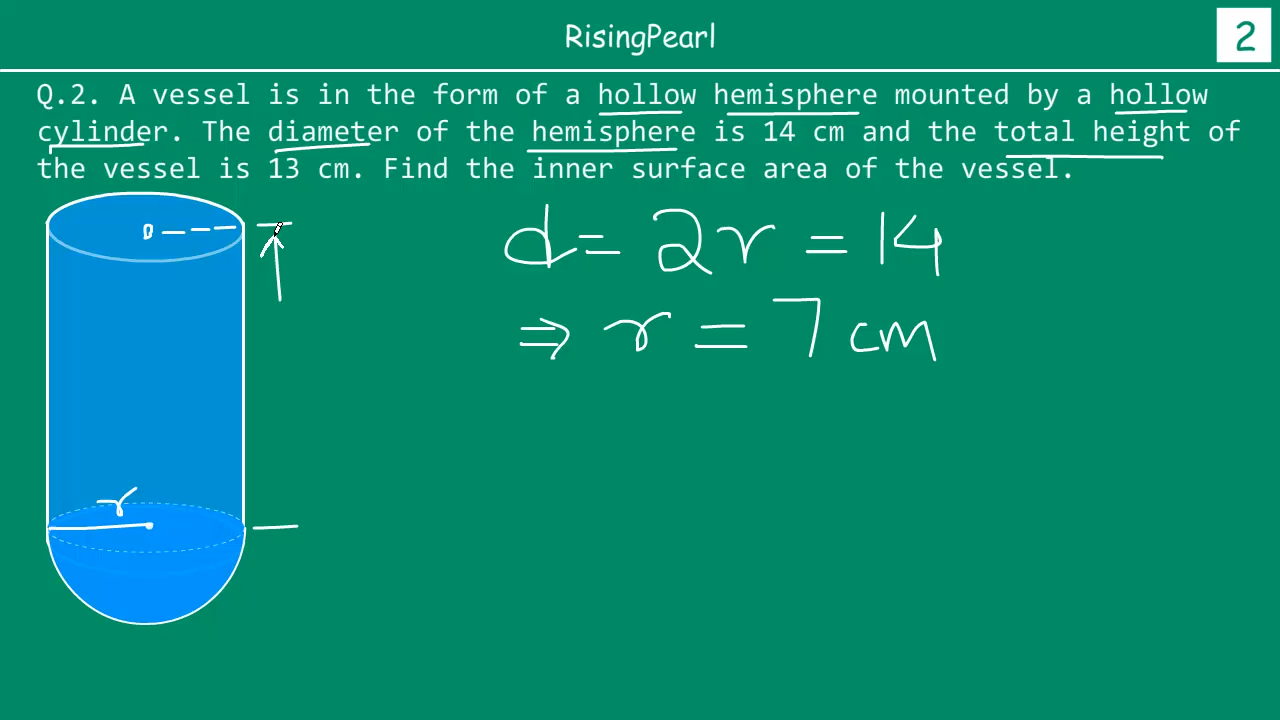 RisingPearl
2
Q.2. A vessel is in the form of a hollow hemisphere mounted by a hollow
cylinder. The diameter of the hemisphere is 14 cm and the total height of
the vessel is 13 cm. Find the inner surface area of the vessel.
d = 2r = 14
⇒ r = 7 cm
r